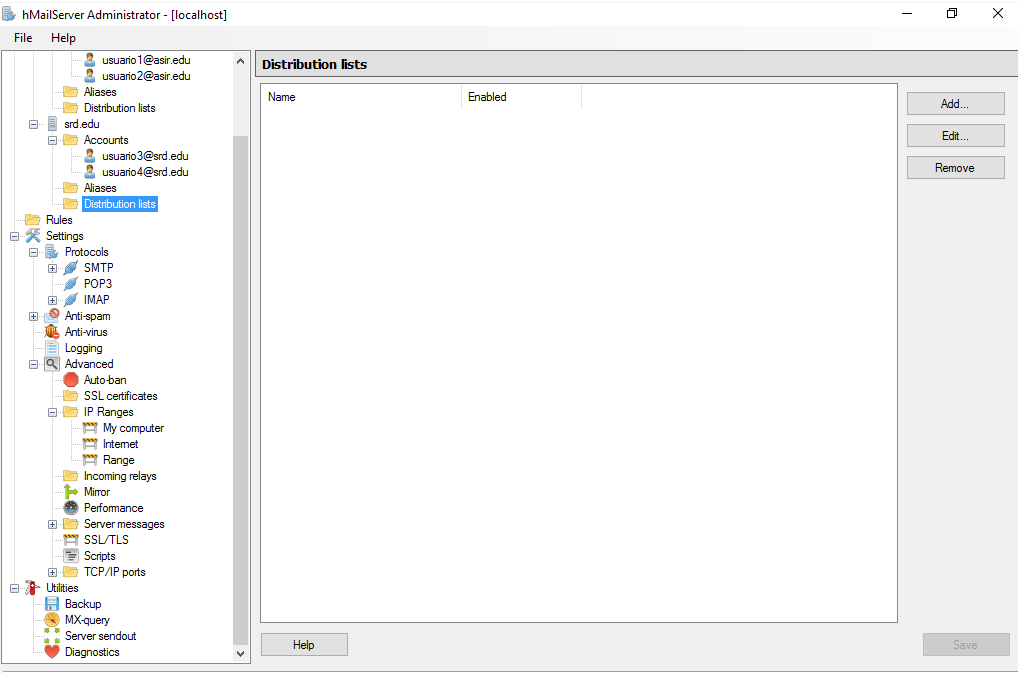 hMailServer Administrator - [localhost]
File Help
usuario1@asir.edu
usuario2@asir.edu
Aliases
Distribution lists
srd.edu
Accounts
usuario3@srd.edu
usuario4@srd.edu
Aliases
Distribution lists
Rules
Settings
Protocols
SMTP
POP3
IMAP
Anti-spam
Anti-virus
Logging
Advanced
Auto-ban
SSL certificates
IP Ranges
My computer
Internet
Range
Incoming relays
Mirror
Performance
Server messages
SSL/TLS
Scripts
TCP/IP ports
Utilities
Backup
MX-query
Server sendout
Diagnostics
Distribution lists
Name Enabled
Add...
Edit...
Remove
Help
Save